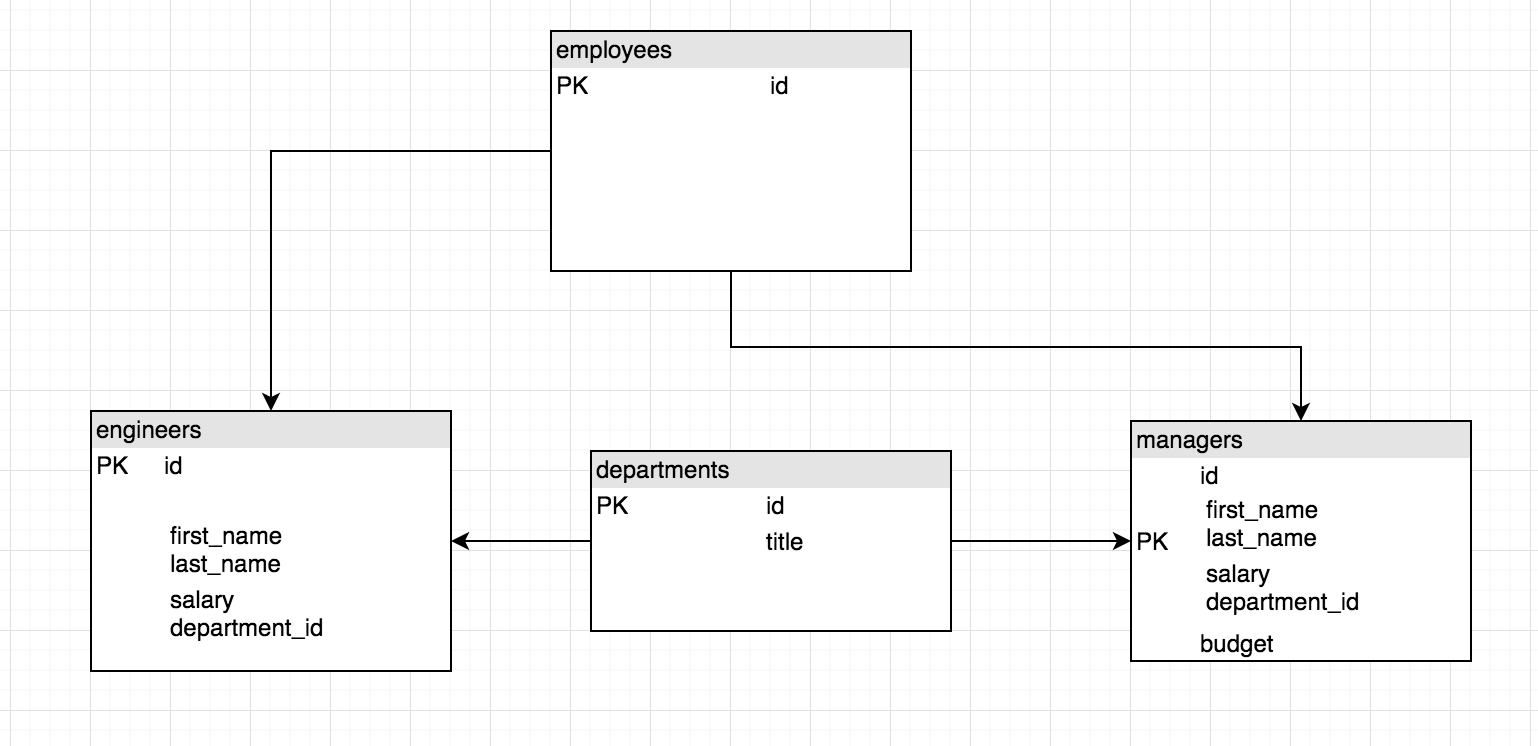 employees
PK id
engineers
PK id
first_name
last_name
salary
department_id
departments
PK id
title
managers
id
first_name
PK last_name
salary
department_id
budget